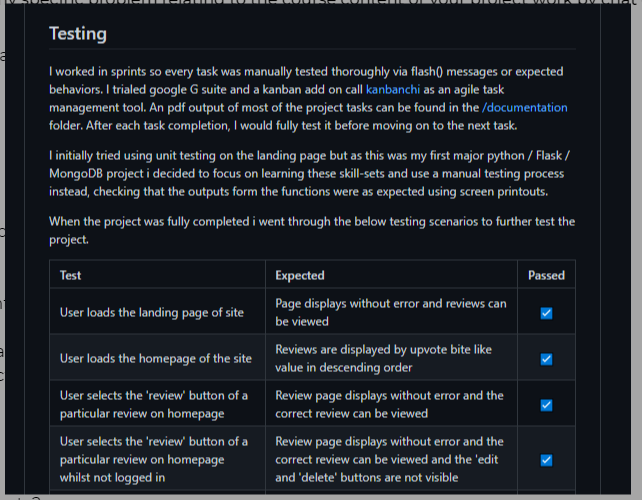 Testing
I worked in sprints so every task was manually tested thoroughly via flash() messages or expected
behaviors. I trialed google G suite and a kanban add on call kanbanchi as an agile task
management tool. An pdf output of most of the project tasks can be found in the /documentation
folder. After each task completion, I would fully test it before moving on to the next task.
I initially tried using unit testing on the landing page but as this was my first major python / Flask /
MongoDB project i decided to focus on learning these skill-sets and use a manual testing process
instead, checking that the outputs form the functions were as expected using screen printouts.
When the project was fully completed i went through the below testing scenarios to further test the
project.
Test Expected Passed
User loads the landing page of site
Page displays without error and reviews can
be viewed
User loads the homepage of the site
Reviews are displayed by upvote bite like
value in descending order
User selects the 'review' button of a
particular review on homepage
Review page displays without error and the
correct review can be viewed
User selects the 'review' button of a
particular review on homepage
whilst not logged in
Review page displays without error and the
correct review can be viewed and the 'edit
and 'delete' buttons are not visible